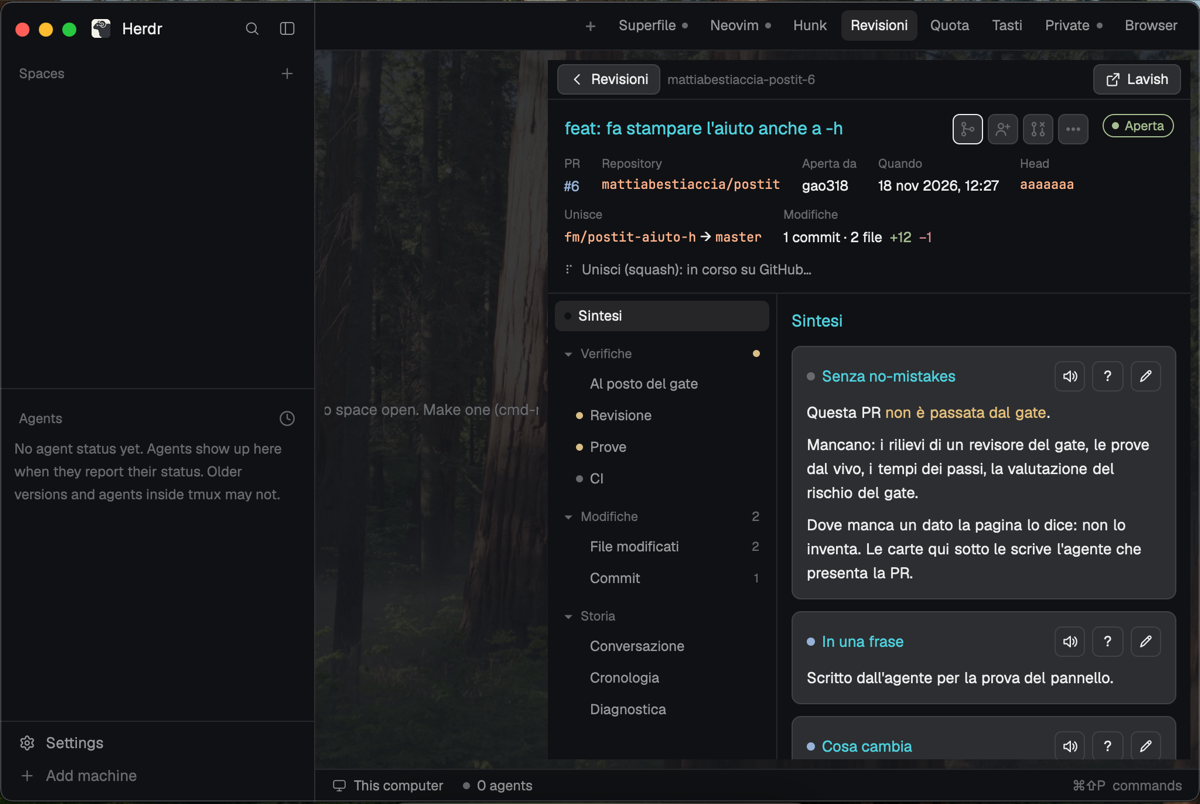 Herdr
Superfile
Neovim
Hunk
Revisioni
Quota
Tasti
Private
Browser
Spaces
Revisioni
mattiabestiaccia-postit-6
Lavish
feat: fa stampare l'aiuto anche a -h
Aperta
PR
Repository
Aperta da
Quando
Head
#6
mattiabestiaccia/postit
gao318
18 nov 2026, 12:27
aaaaaaa
Unisce
Modifiche
fm/postit-aiuto-h → master
1 commit · 2 file +12 −1
Unisci (squash): in corso su GitHub…
Sintesi
Verifiche
Al posto del gate
Revisione
Prove
CI
Modifiche 2
File modificati 2
Commit 1
Storia
Conversazione
Cronologia
Diagnostica
Sintesi
Senza no-mistakes
?
Questa PR non è passata dal gate.
Mancano: i rilievi di un revisore del gate, le prove
dal vivo, i tempi dei passi, la valutazione del
rischio del gate.
Dove manca un dato la pagina lo dice: non lo
inventa. Le carte qui sotto le scrive l'agente che
presenta la PR.
In una frase
?
Scritto dall'agente per la prova del pannello.
Cosa cambia
?
o space open. Make one (cmd-
Agents
No agent status yet. Agents show up here
when they report their status. Older
versions and agents inside tmux may not.
Settings
Add machine
This computer
0 agents
⌘⇧P commands